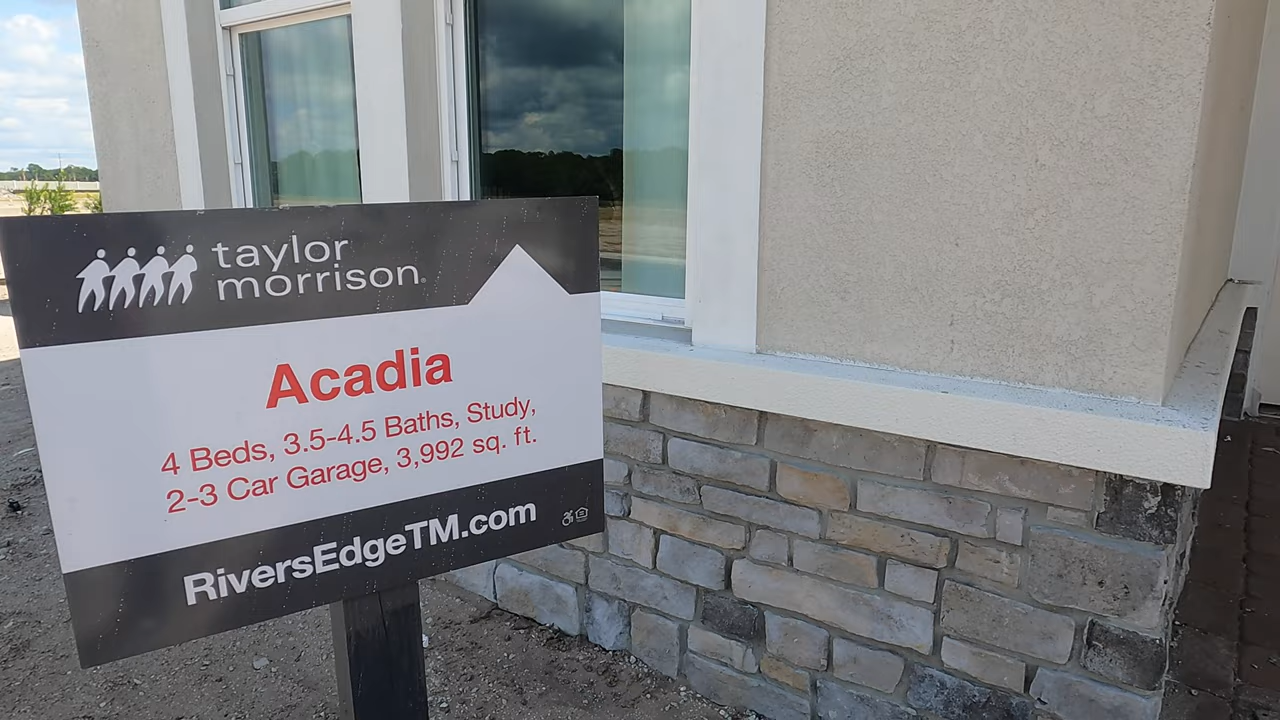 taylor
morrison
Acadia
4 Beds, 3.5-4.5 Baths, Study,
2-3 Car Garage, 3,992 sq. ft.
RiversEdgeTM.com